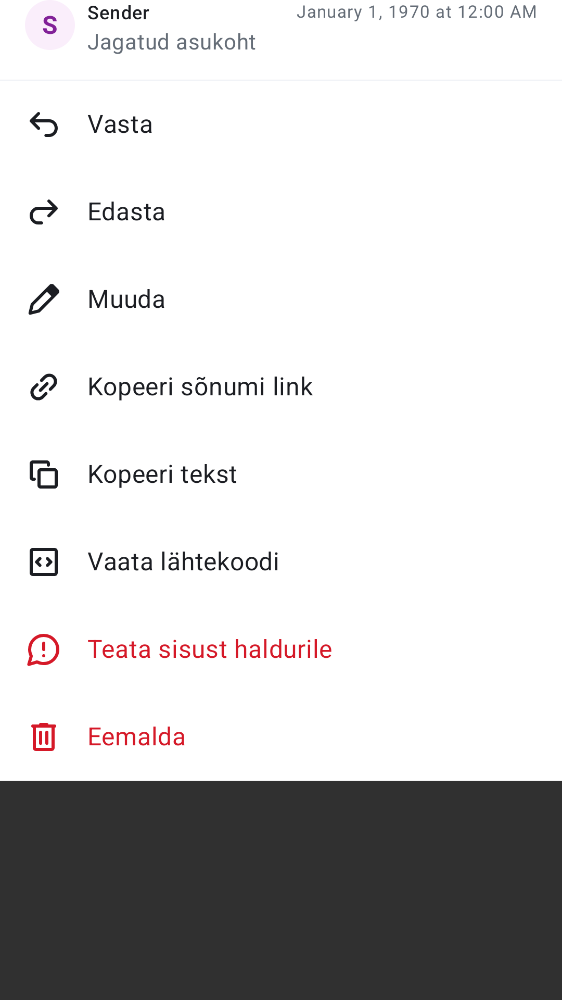 S
Sender
January 1, 1970 at 12:00 AM
Jagatud asukoht
Vasta
Edasta
Muuda
Kopeeri sõnumi link
Kopeeri tekst
Vaata lähtekoodi
Teata sisust haldurile
Eemalda